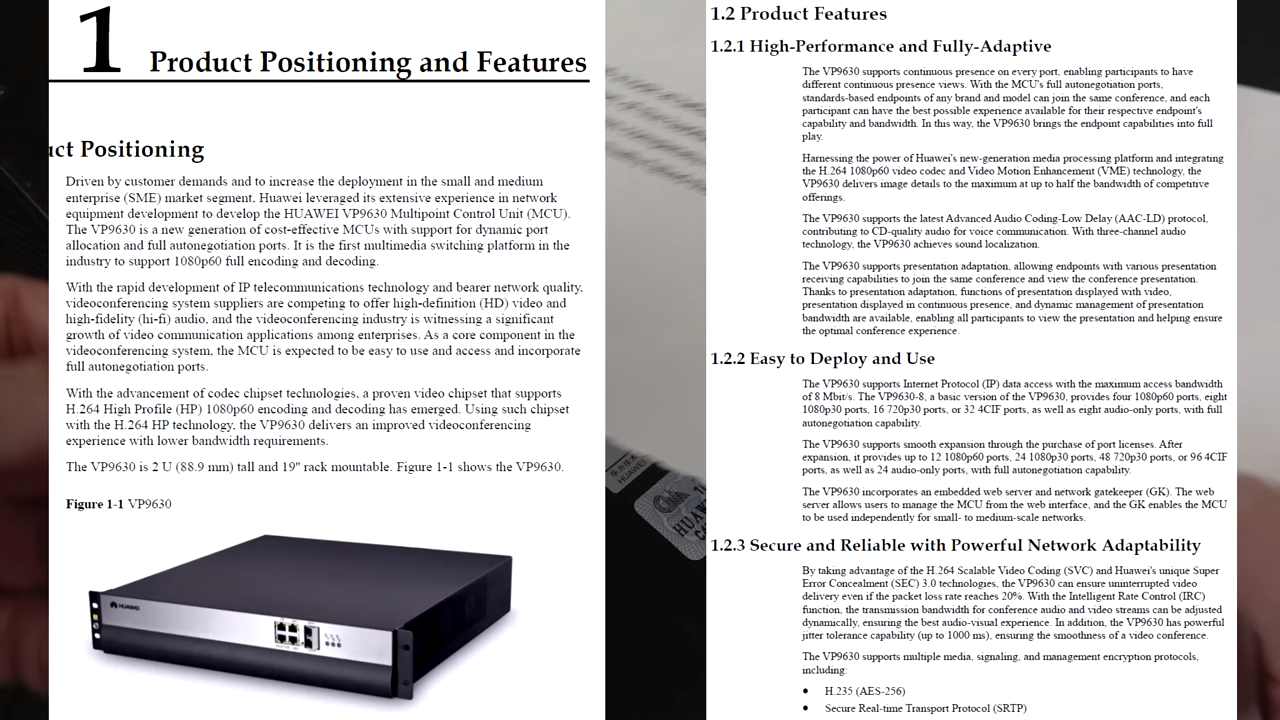 1
Product Positioning and Features
uct Positioning
Driven by customer demands and to increase the deployment in the small and medium
enterprise (SME) market segment, Huawei leveraged its extensive experience in network
equipment development to develop the HUAWEI VP9630 Multipoint Control Unit (MCU).
The VP9630 is a new generation of cost-effective MCUs with support for dynamic port
allocation and full autonegotiation ports. It is the first multimedia switching platform in the
industry to support 1080p60 full encoding and decoding.
With the rapid development of IP telecommunications technology and bearer network quality,
videoconferencing system suppliers are competing to offer high-definition (HD) video and
high-fidelity (hi-fi) audio, and the videoconferencing industry is witnessing a significant
growth of video communication applications among enterprises. As a core component in the
videoconferencing system, the MCU is expected to be easy to use and access and incorporate
full autonegotiation ports.
With the advancement of codec chipset technologies, a proven video chipset that supports
H.264 High Profile (HP) 1080p60 encoding and decoding has emerged. Using such chipset
with the H.264 HP technology, the VP9630 delivers an improved videoconferencing
experience with lower bandwidth requirements.
The VP9630 is 2 U (88.9 mm) tall and 19" rack mountable. Figure 1-1 shows the VP9630.
Figure 1-1 VP9630
HUAWEI
1.2 Product Features
1.2.1 High-Performance and Fully-Adaptive
The VP9630 supports continuous presence on every port, enabling participants to have
different continuous presence views. With the MCU's full autonegotiation ports,
standards-based endpoints of any brand and model can join the same conference, and each
participant can have the best possible experience available for their respective endpoint's
capability and bandwidth. In this way, the VP9630 brings the endpoint capabilities into full
play.
Harnessing the power of Huawei's new-generation media processing platform and integrating
the H.264 1080p60 video codec and Video Motion Enhancement (VME) technology, the
VP9630 delivers image details to the maximum at up to half the bandwidth of competitive
offerings.
The VP9630 supports the latest Advanced Audio Coding-Low Delay (AAC-LD) protocol,
contributing to CD-quality audio for voice communication. With three-channel audio
technology, the VP9630 achieves sound localization.
The VP9630 supports presentation adaptation, allowing endpoints with various presentation
receiving capabilities to join the same conference and view the conference presentation.
Thanks to presentation adaptation, functions of presentation displayed with video,
presentation displayed in continuous presence, and dynamic management of presentation
bandwidth are available, enabling all participants to view the presentation and helping ensure
the optimal conference experience.
1.2.2 Easy to Deploy and Use
The VP9630 supports Internet Protocol (IP) data access with the maximum access bandwidth
of 8 Mbit/s. The VP9630-8, a basic version of the VP9630, provides four 1080p60 ports, eight
1080p30 ports, 16 720p30 ports, or 32 4CIF ports, as well as eight audio-only ports, with full
autonegotiation capability.
The VP9630 supports smooth expansion through the purchase of port licenses. After
expansion, it provides up to 12 1080p60 ports, 24 1080p30 ports, 48 720p30 ports, or 96 4CIF
ports, as well as 24 audio-only ports, with full autonegotiation capability.
The VP9630 incorporates an embedded web server and network gatekeeper (GK). The web
server allows users to manage the MCU from the web interface, and the GK enables the MCU
to be used independently for small- to medium-scale networks.
1.2.3 Secure and Reliable with Powerful Network Adaptability
By taking advantage of the H.264 Scalable Video Coding (SVC) and Huawei's unique Super
Error Concealment (SEC) 3.0 technologies, the VP9630 can ensure uninterrupted video
delivery even if the packet loss rate reaches 20%. With the Intelligent Rate Control (IRC)
function, the transmission bandwidth for conference audio and video streams can be adjusted
dynamically, ensuring the best audio-visual experience. In addition, the VP9630 has powerful
jitter tolerance capability (up to 1000 ms), ensuring the smoothness of a video conference.
The VP9630 supports multiple media, signaling, and management encryption protocols,
including:
● H.235 (AES-256)
● Secure Real-time Transport Protocol (SRTP)